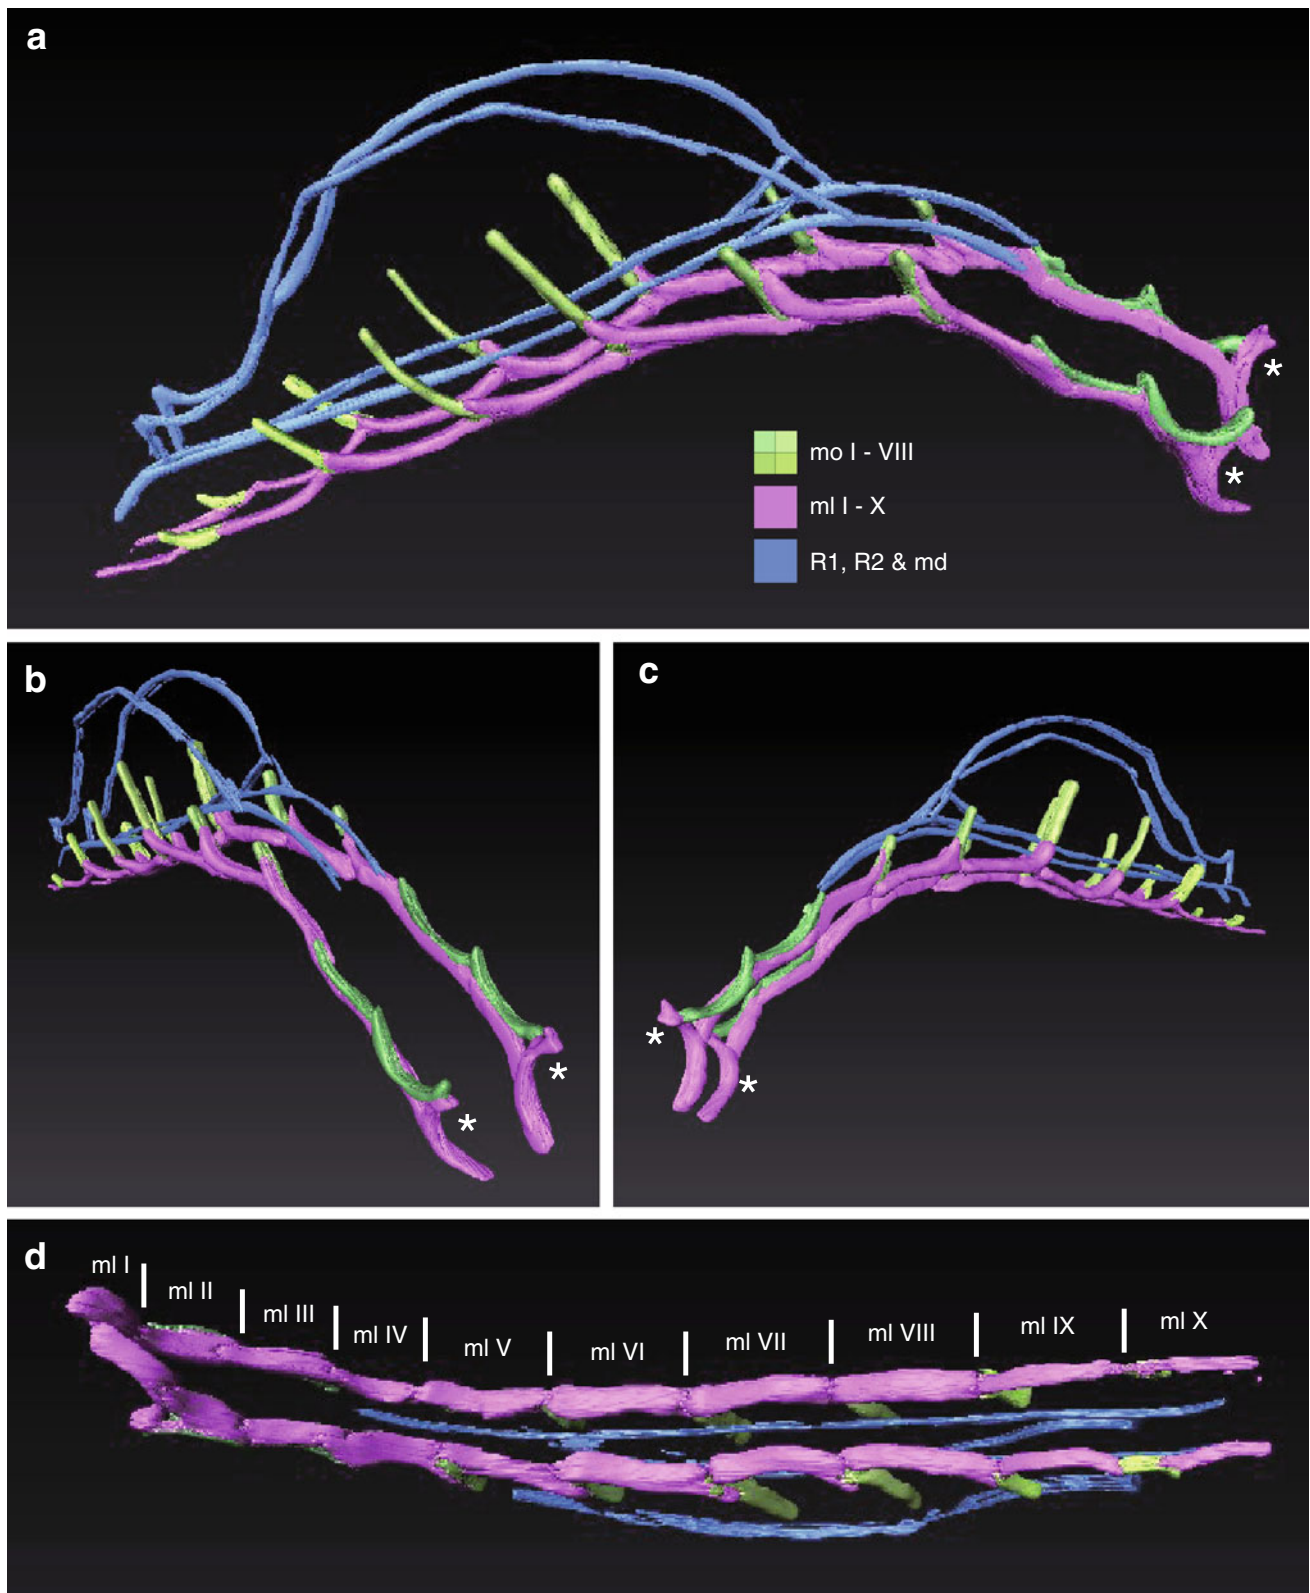 a
mo I - VIII
ml I - X
R1, R2 & md
*
*
b
*
*
c
*
*
d
ml I
ml II
ml III
ml IV
ml V
ml VI
ml VII
ml VIII
ml IX
ml X